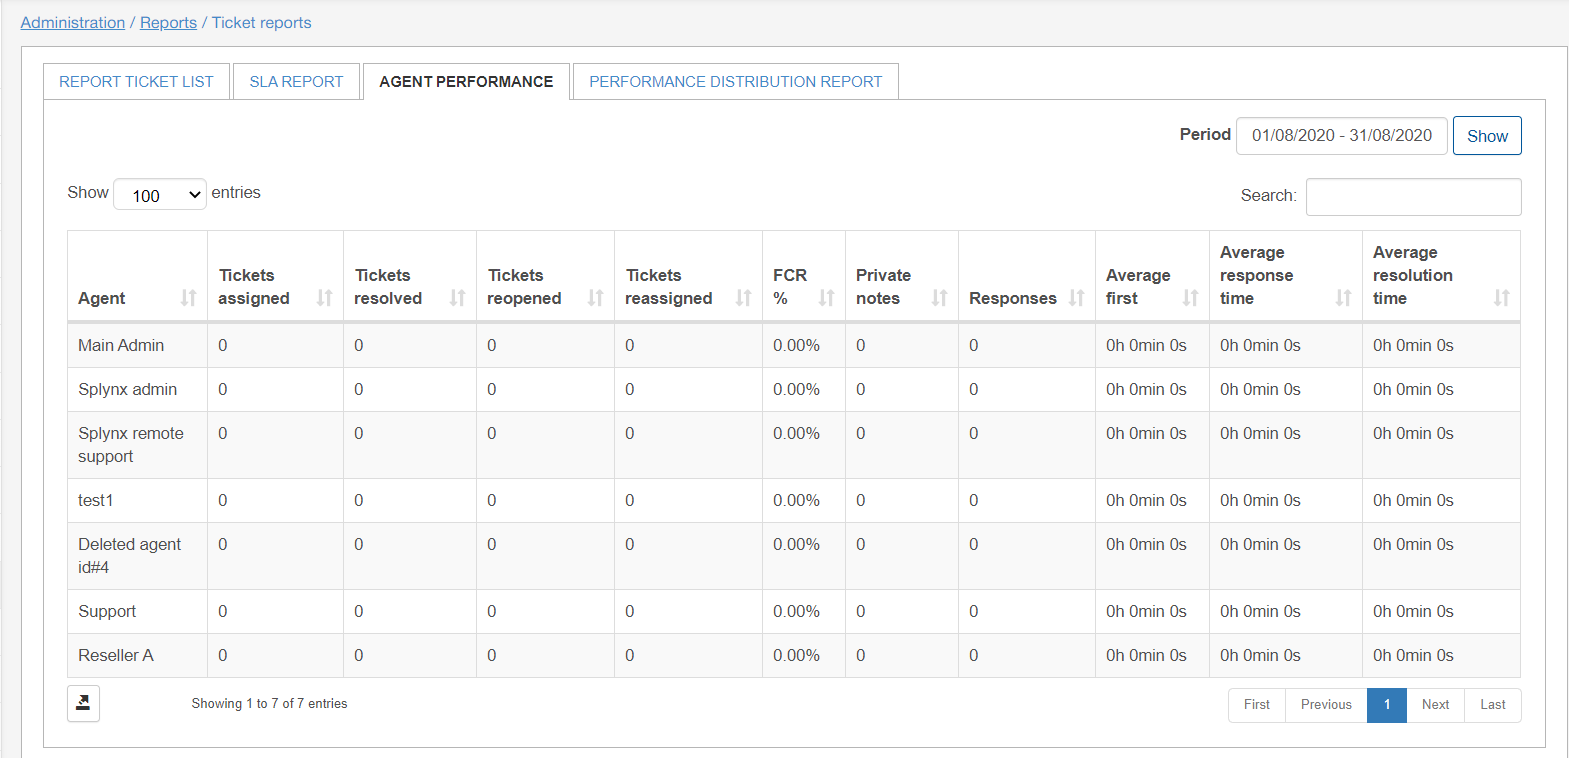 Administration / Reports / Ticket reports
REPORT TICKET LIST
SLA REPORT
AGENT PERFORMANCE
PERFORMANCE DISTRIBUTION REPORT
Period 01/08/2020 - 31/08/2020 Show
Show 100 entries
Search:
Agent
Tickets assigned
Tickets resolved
Tickets reopened
Tickets reassigned
FCR %
Private notes
Responses
Average first
Average response time
Average resolution time
Main Admin 0 0 0 0 0.00% 0 0 0h 0min 0s 0h 0min 0s 0h 0min 0s
Splynx admin 0 0 0 0 0.00% 0 0 0h 0min 0s 0h 0min 0s 0h 0min 0s
Splynx remote support 0 0 0 0 0.00% 0 0 0h 0min 0s 0h 0min 0s 0h 0min 0s
test1 0 0 0 0 0.00% 0 0 0h 0min 0s 0h 0min 0s 0h 0min 0s
Deleted agent id#4 0 0 0 0 0.00% 0 0 0h 0min 0s 0h 0min 0s 0h 0min 0s
Support 0 0 0 0 0.00% 0 0 0h 0min 0s 0h 0min 0s 0h 0min 0s
Reseller A 0 0 0 0 0.00% 0 0 0h 0min 0s 0h 0min 0s 0h 0min 0s
Showing 1 to 7 of 7 entries
First Previous 1 Next Last